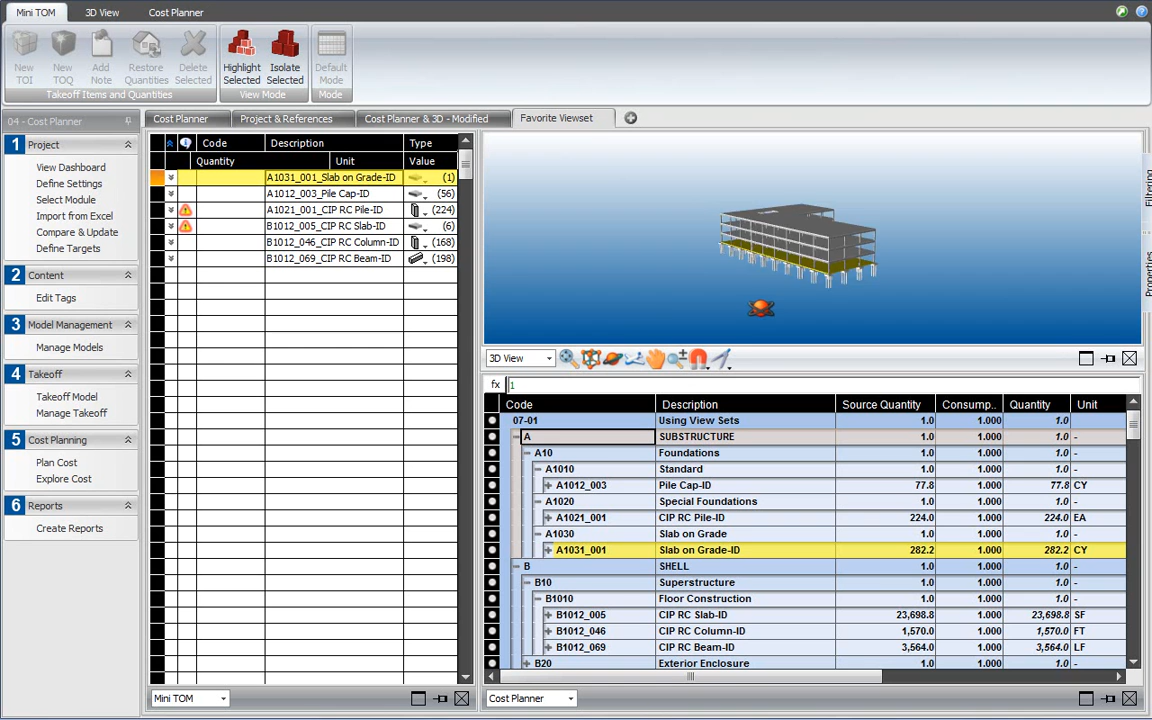 Mini TOM 3D View Cost Planner
New TOI
New TOQ
Add Note
Restore Quantities
Delete Selected
Highlight Selected
Isolate Selected
Default Mode
Takeoff Items and Quantities View Mode Mode
04 - Cost Planner
1 Project
View Dashboard
Define Settings
Select Module
Import from Excel
Compare & Update
Define Targets
2 Content
Edit Tags
3 Model Management
Manage Models
4 Takeoff
Takeoff Model
Manage Takeoff
5 Cost Planning
Plan Cost
Explore Cost
6 Reports
Create Reports
Cost Planner Project & References Cost Planner & 3D - Modified Favorite Viewset
Code Description Type
Quantity Unit Value
A1031_001_Slab on Grade-ID (1)
A1012_003_Pile Cap-ID (56)
A1021_001_CIP RC Pile-ID (224)
B1012_005_CIP RC Slab-ID (6)
B1012_046_CIP RC Column-ID (168)
B1012_069_CIP RC Beam-ID (198)
Mini TOM
Filtering
Properties
3D View
fx 1
Code Description Source Quantity Consump.. Quantity Unit
07-01 Using View Sets 1.0 1.000 1.0
A SUBSTRUCTURE 1.0 1.000 1.0 -
A10 Foundations 1.0 1.000 1.0 -
A1010 Standard 1.0 1.000 1.0 -
A1012_003 Pile Cap-ID 77.8 1.000 77.8 CY
A1020 Special Foundations 1.0 1.000 1.0 -
A1021_001 CIP RC Pile-ID 224.0 1.000 224.0 EA
A1030 Slab on Grade 1.0 1.000 1.0 -
A1031_001 Slab on Grade-ID 282.2 1.000 282.2 CY
B SHELL 1.0 1.000 1.0 -
B10 Superstructure 1.0 1.000 1.0 -
B1010 Floor Construction 1.0 1.000 1.0 -
B1012_005 CIP RC Slab-ID 23,698.8 1.000 23,698.8 SF
B1012_046 CIP RC Column-ID 1,570.0 1.000 1,570.0 FT
B1012_069 CIP RC Beam-ID 3,564.0 1.000 3,564.0 LF
B20 Exterior Enclosure 1.0 1.000 1.0 -
Cost Planner